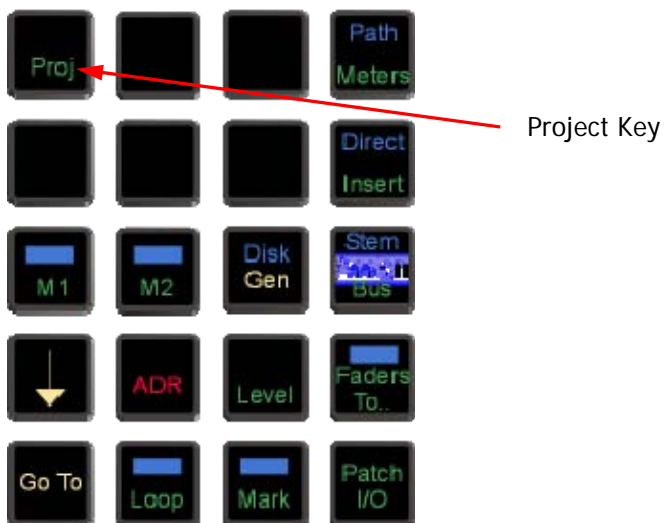 Path
Proj
Meters
Project Key
Direct
Insert
M1
M2
Disk
Gen
Stem
Bus
ADR
Level
Faders
To..
Go To
Loop
Mark
Patch
I/O